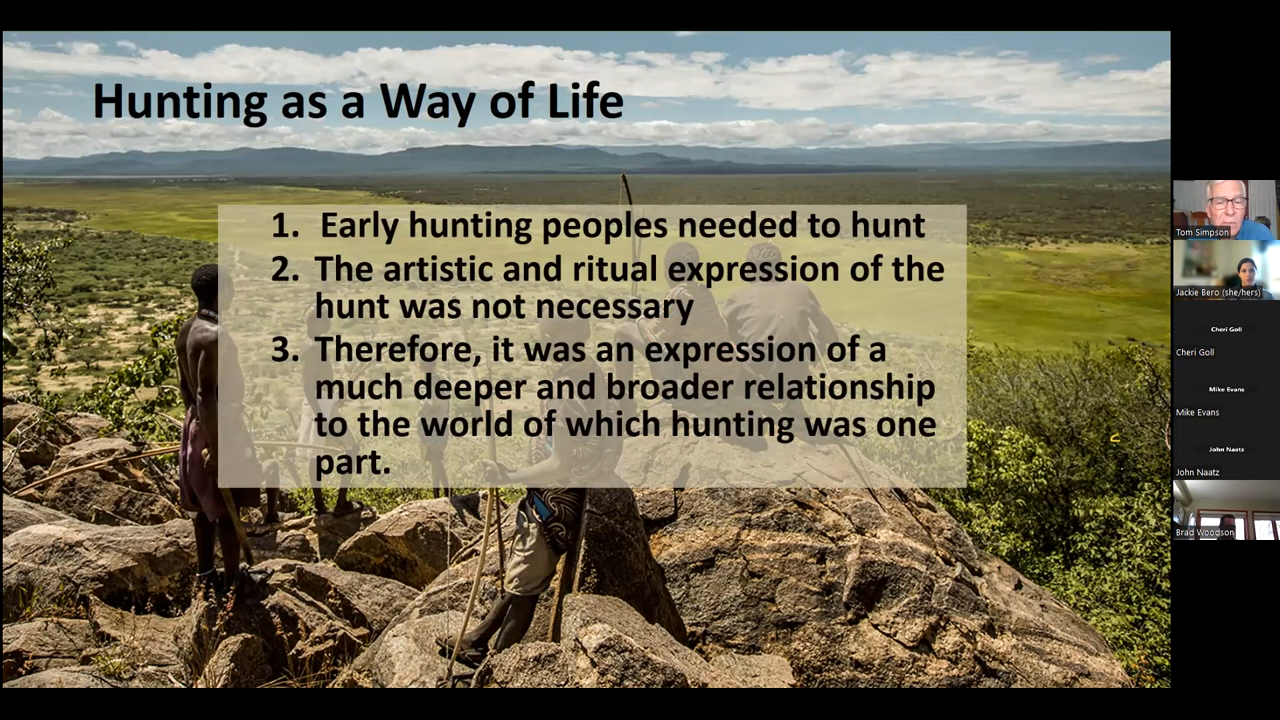 Hunting as a Way of Life
1. Early hunting peoples needed to hunt
2. The artistic and ritual expression of the
hunt was not necessary
3. Therefore, it was an expression of a
much deeper and broader relationship
to the world of which hunting was one
part.
Tom Simpson
Jackie Bero (she/hers)
Cheri Goll
Cheri Goll
Mike Evans
Mike Evans
John Naatz
John Naatz
Brad Woodson